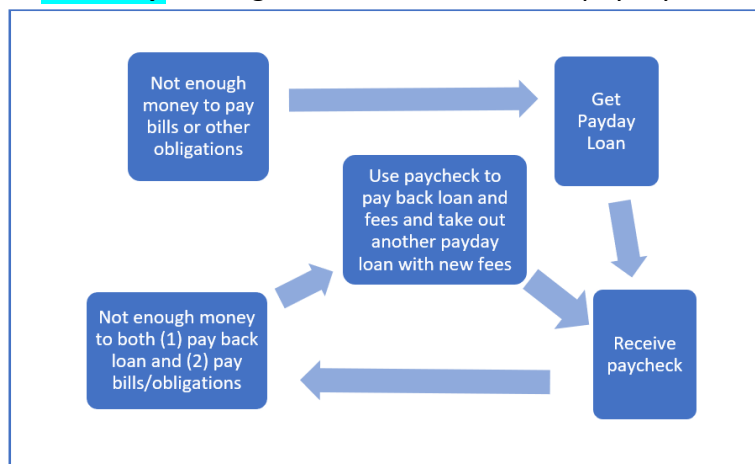 Not enough
money to pay
bills or other
obligations
Get
Payday
Loan
Use paycheck to
pay back loan and
fees and take out
another payday
loan with new fees
Not enough money
to both (1) pay back
loan and (2) pay
bills/obligations
Receive
paycheck